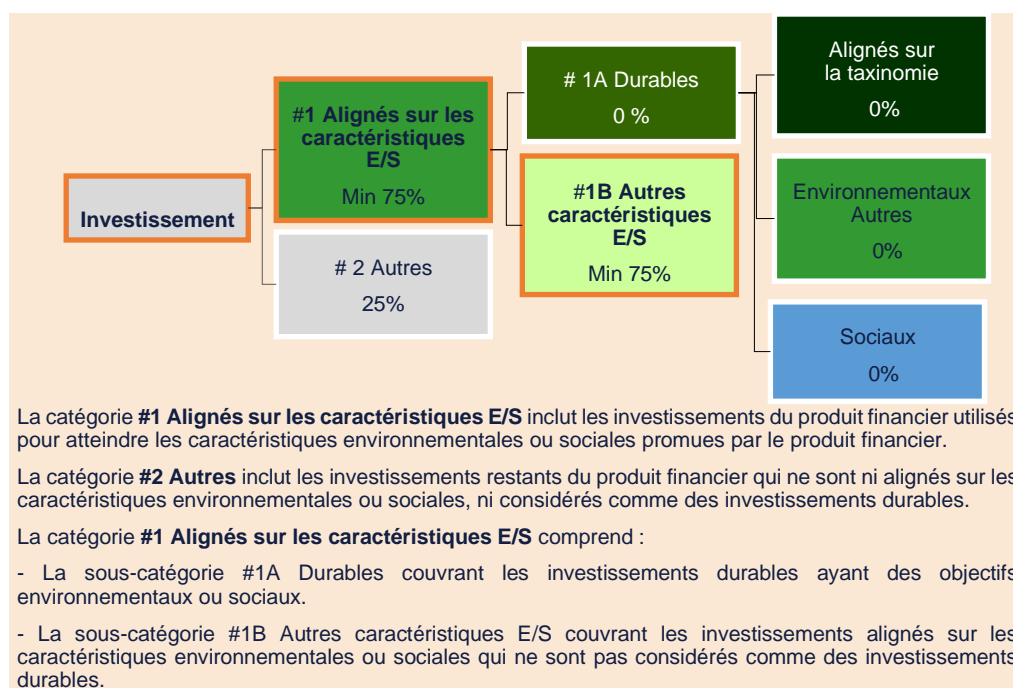 Investissement
#1 Alignés sur les
caractéristiques
E/S
Min 75%
# 2 Autres
25%
# 1A Durables
0 %
#1B Autres
caractéristiques
E/S
Min 75%
Alignés sur
la taxinomie
0%
Environnementaux
Autres
0%
Sociaux
0%
La catégorie #1 Alignés sur les caractéristiques E/S inclut les investissements du produit financier utilisés
pour atteindre les caractéristiques environnementales ou sociales promues par le produit financier.
La catégorie #2 Autres inclut les investissements restants du produit financier qui ne sont ni alignés sur les
caractéristiques environnementales ou sociales, ni considérés comme des investissements durables.
La catégorie #1 Alignés sur les caractéristiques E/S comprend :
- La sous-catégorie #1A Durables couvrant les investissements durables ayant des objectifs
environnementaux ou sociaux.
- La sous-catégorie #1B Autres caractéristiques E/S couvrant les investissements alignés sur les
caractéristiques environnementales ou sociales qui ne sont pas considérés comme des investissements
durables.